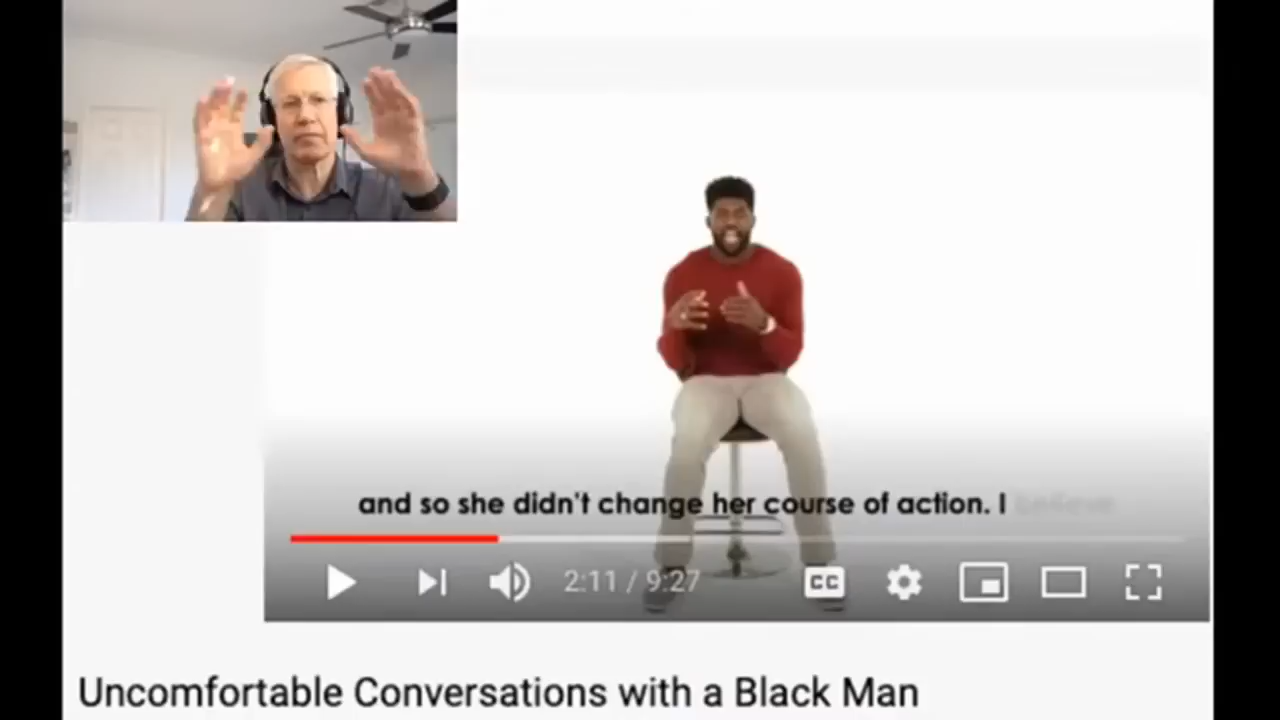 and so she didn't change her course of action. I believe
2:11 / 9:27
CC
Uncomfortable Conversations with a Black Man